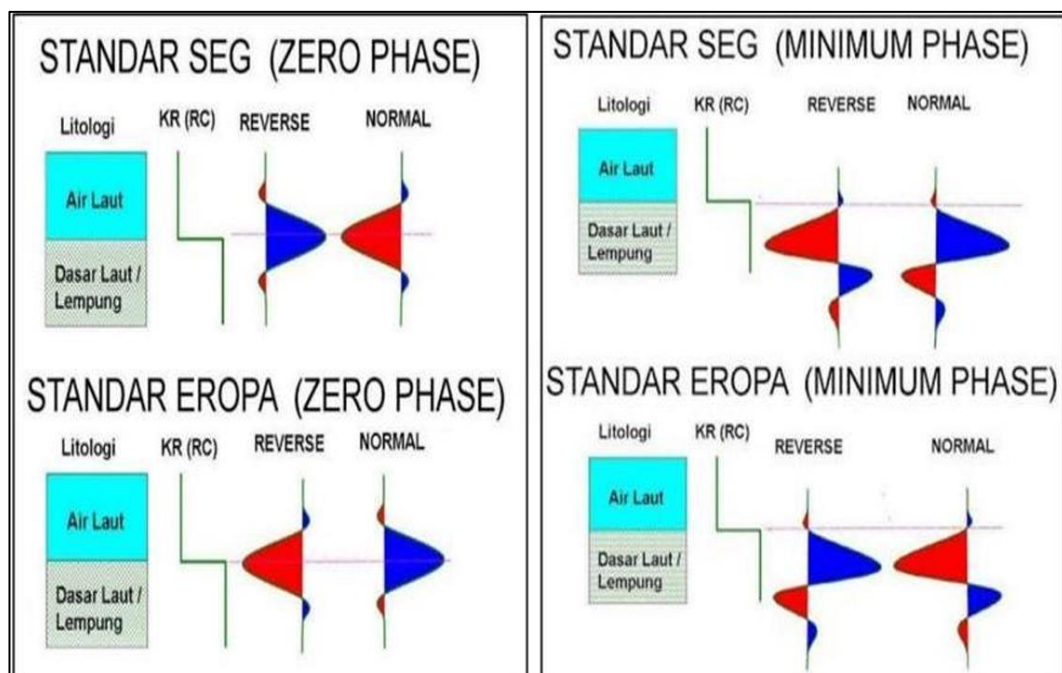 STANDAR SEG (ZERO PHASE)
Litologi KR (RC) REVERSE NORMAL
Air Laut
Dasar Laut /
Lempung
STANDAR EROPA (ZERO PHASE)
Litologi KR (RC) REVERSE NORMAL
Air Laut
Dasar Laut /
Lempung
STANDAR SEG (MINIMUM PHASE)
Litologi KR (RC) REVERSE NORMAL
Air Laut
Dasar Laut /
Lempung
STANDAR EROPA (MINIMUM PHASE)
Litologi KR (RC) REVERSE NORMAL
Air Laut
Dasar Laut /
Lempung